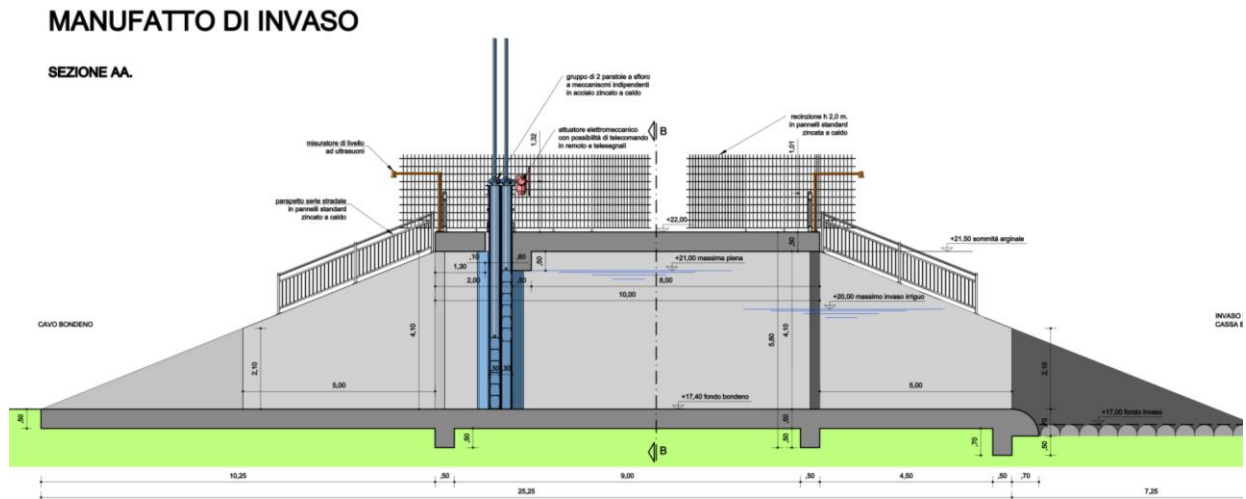 MANUFATTO DI INVASO
SEZIONE AA.
gruppo di 2 paratoie a sfioro
a meccaniscmi indipendenti
in acciaio zincato a caldo
B
recinzione h 2,0 m.
in pannelli standard
zincata a caldo
attuatore elettromeccanico
con possibilità di telecomando
in remoto e telesegnali
1,32
1,01
misuratore di livello
ad ultrasuoni
parapetto serie stradale
in pannelli standard
zincato a caldo
+22,00
+21.50 sommità arginale
,50
,10
,60
,50
+21,00 massima piena
1,30
2,00
,50
8,00
10,00
+20,00 massimo invaso irriguo
CAVO BONDENO
INVASO
CASSA E
4,10
5,60
4,10
2,10
,30
,30
2,10
5,00
5,00
+17,40 fondo bondeno
+17,00 fondo invaso
,50
,70
,50
,50
,50
,70
,50
B
10,25
,50
9,00
,50
4,50
,50
,70
25,25
7,25